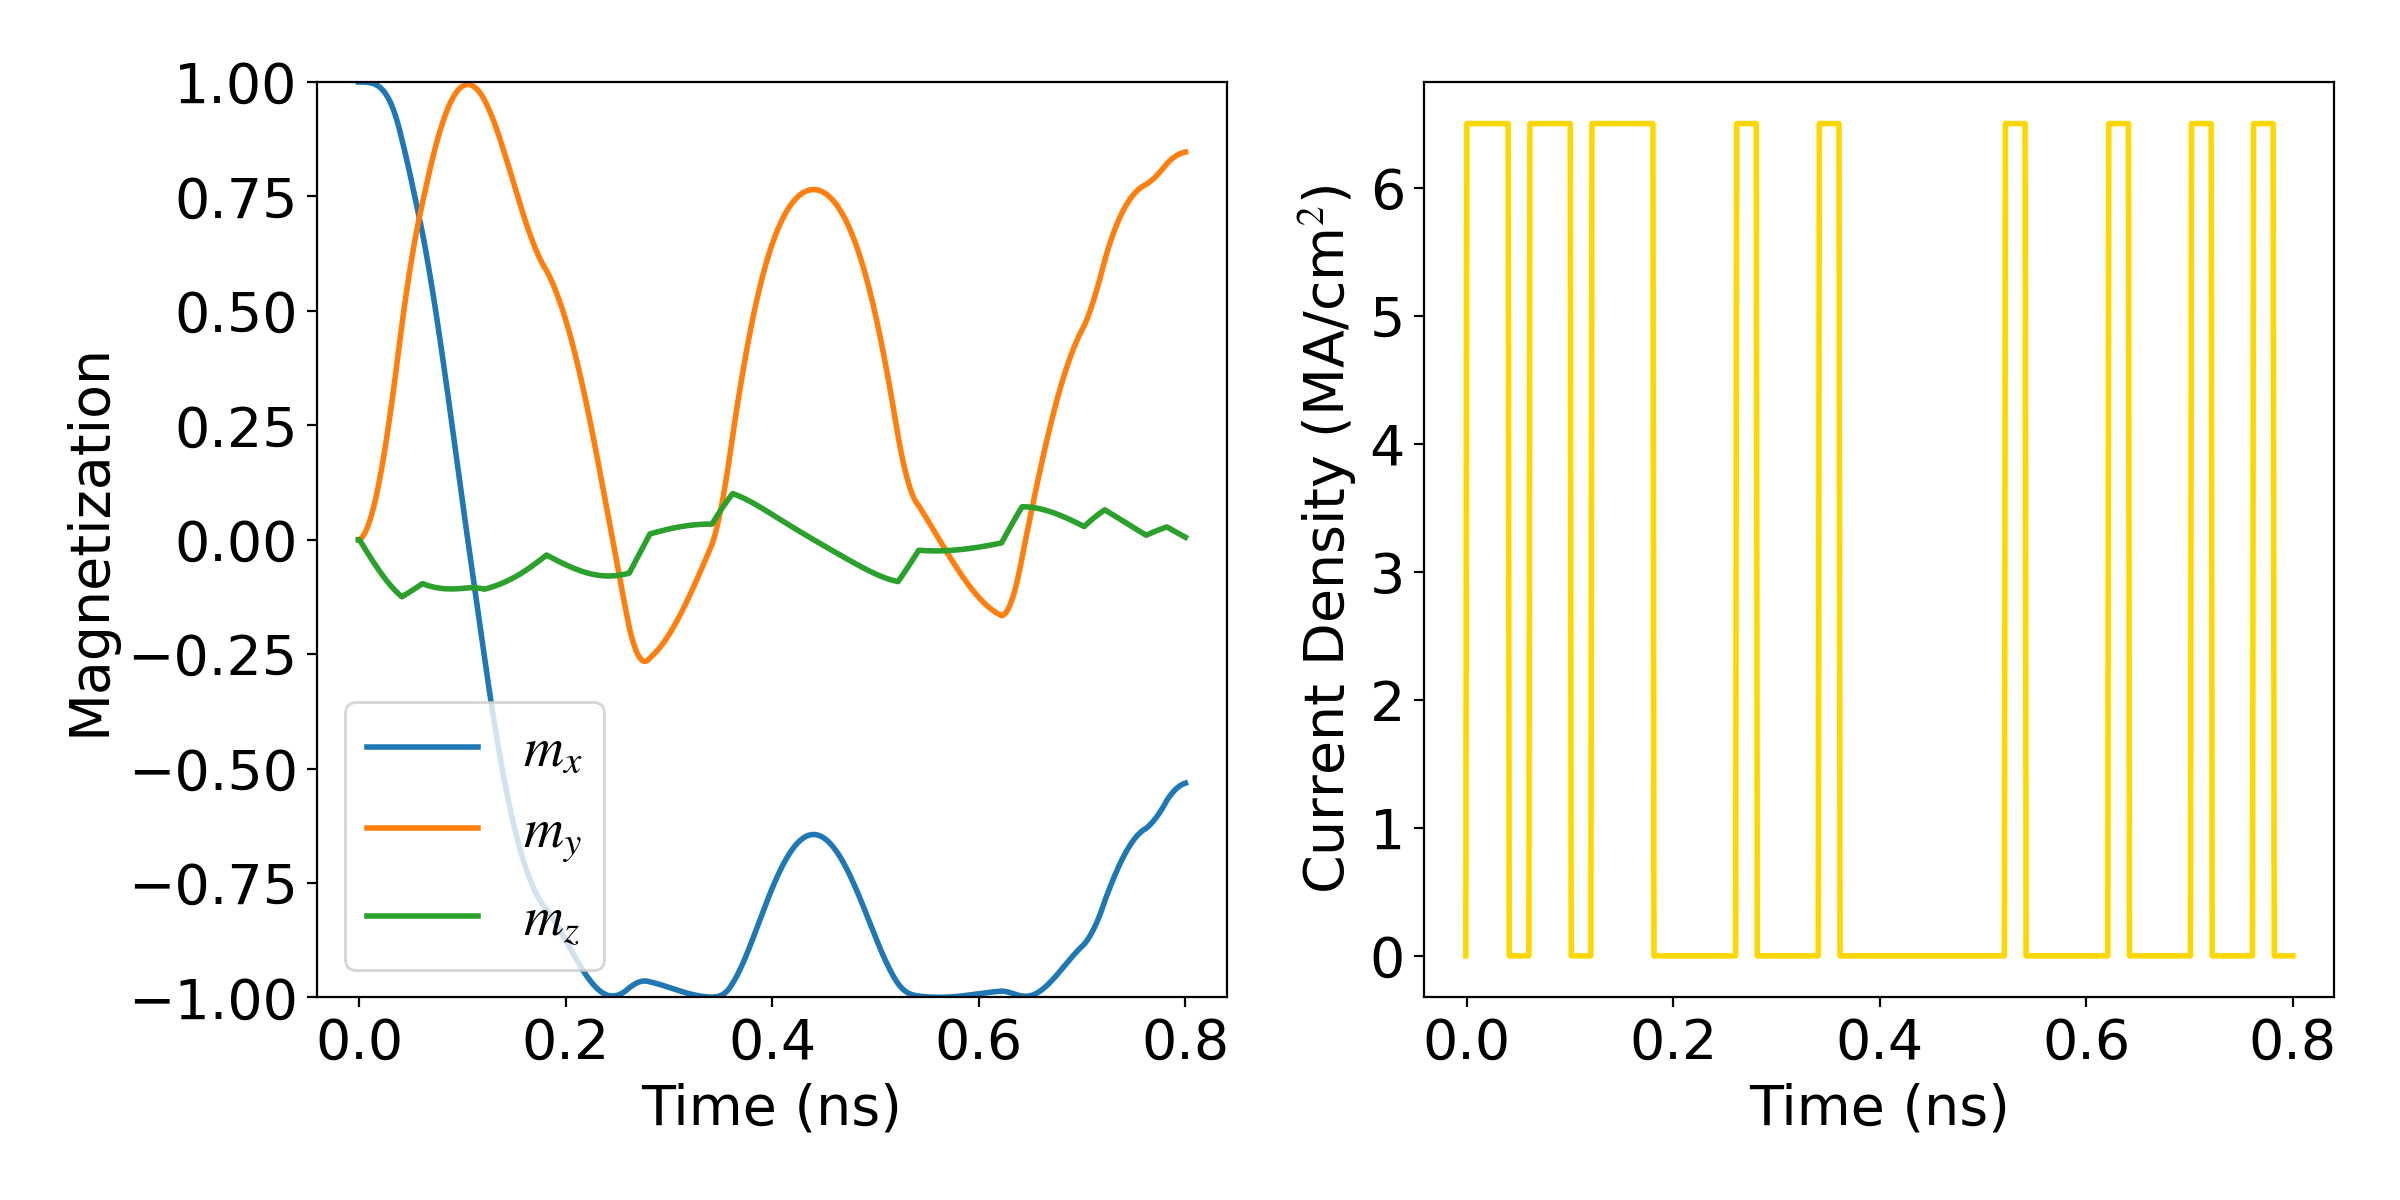 Magnetization
1.00
0.75
0.50
0.25
0.00
−0.25
−0.50
−0.75
−1.00
m_x
m_y
m_z
0.0 0.2 0.4 0.6 0.8
Time (ns)
Current Density (MA/cm²)
6
5
4
3
2
1
0
0.0 0.2 0.4 0.6 0.8
Time (ns)